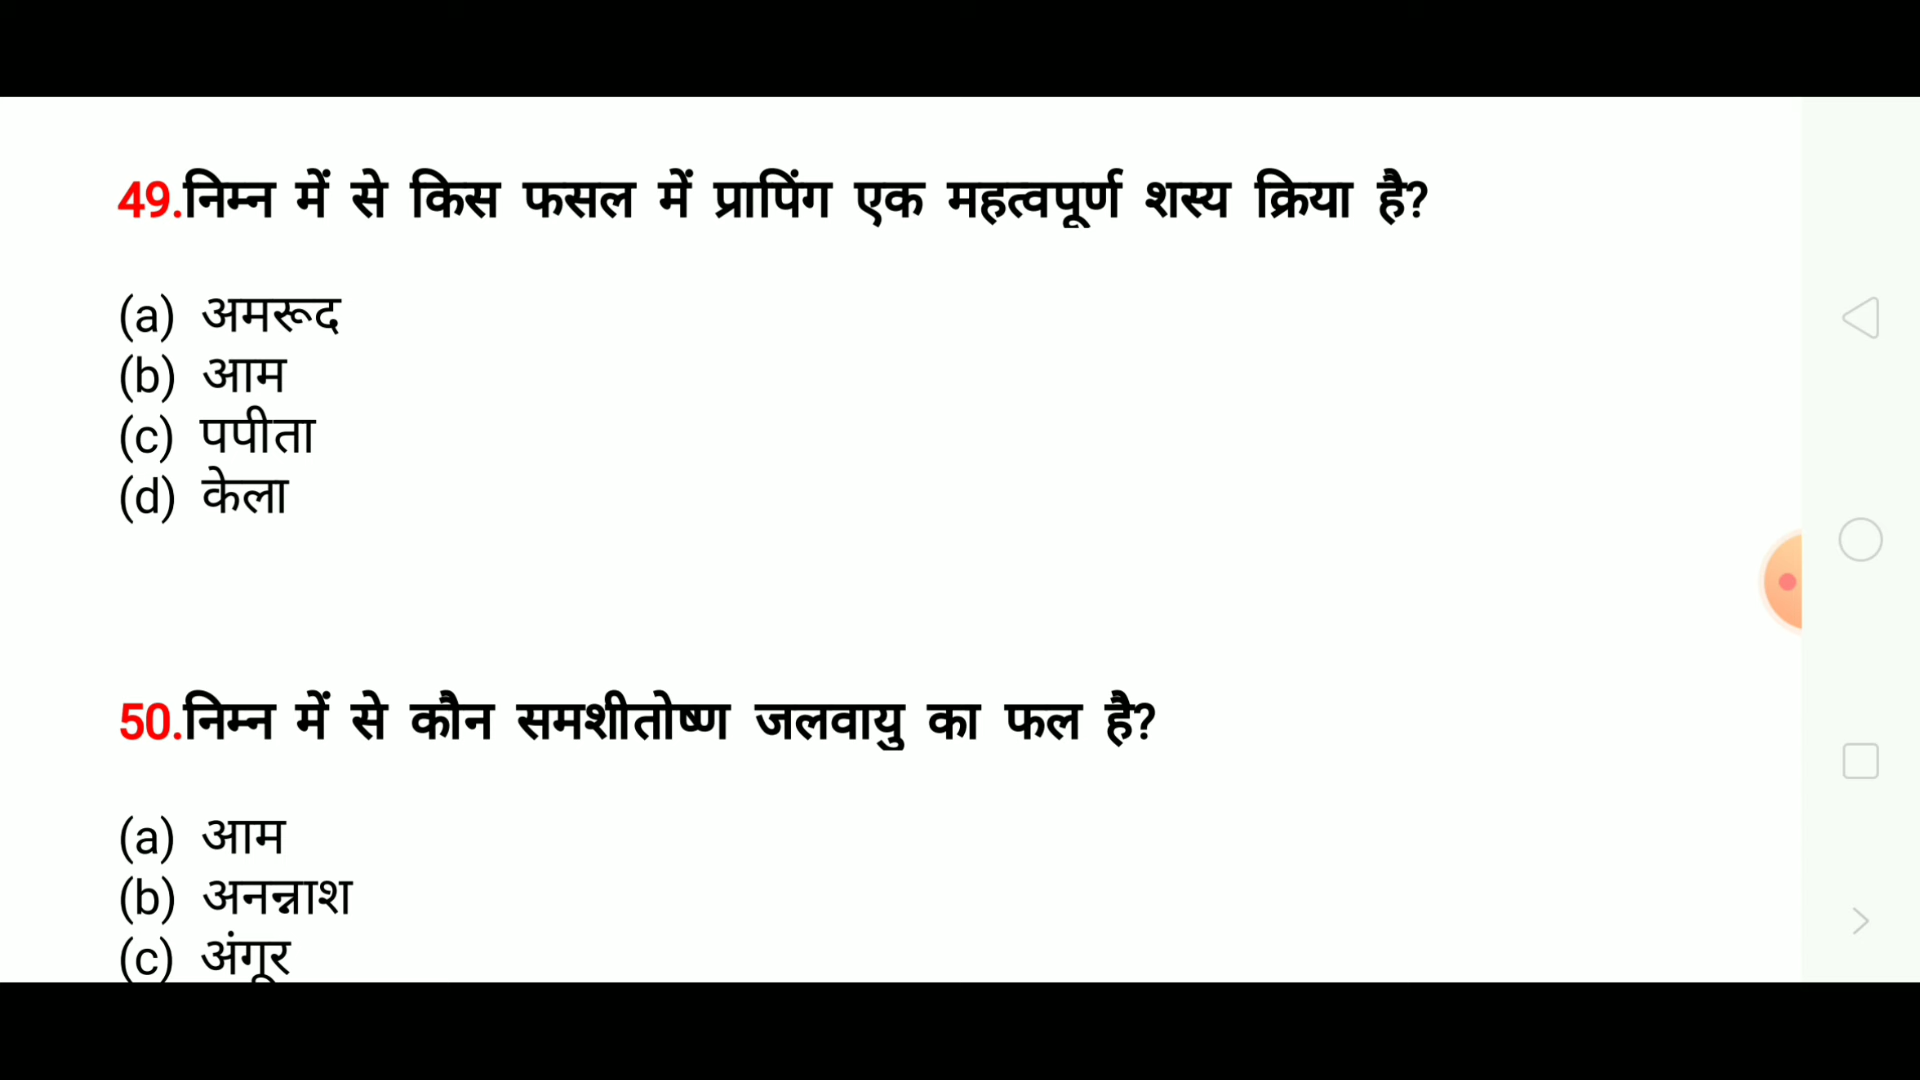 49.निम्न में से किस फसल में प्रापिंग एक महत्वपूर्ण शस्य क्रिया है?
(a) अमरूद
(b) आम
(c) पपीता
(d) केला
50.निम्न में से कौन समशीतोष्ण जलवायु का फल है?
(a) आम
(b) अनन्नाश
(c) अंगूर